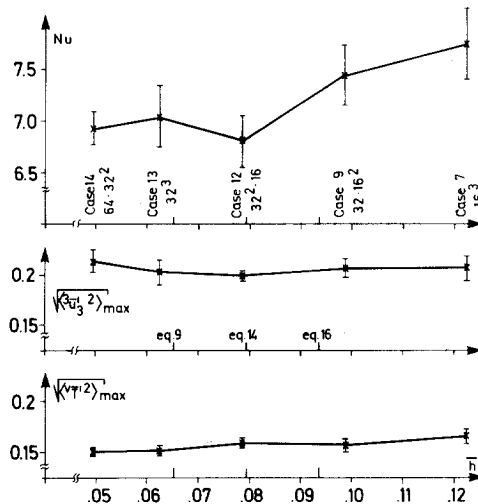 Nu
7.5
7.0
6.5
Case14
64·32²
Case 13
32³
Case 12
32²·16
Case 9
32·16²
Case 7
16³
0.2
0.15
eq.9
eq.14
eq.16
0.2
0.15
h̅
.05 .06 .07 .08 .09 .10 .11 .12